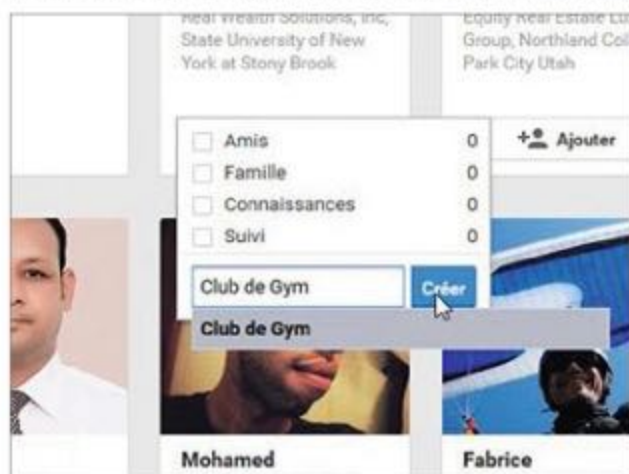 Real Wealth Solutions, Inc,
State University of New
York at Stony Brook
Equity Real Estate
Group, Northland
Park City Utah
+ Ajouter
Amis 0
Famille 0
Connaissances 0
Suivi 0
Club de Gym Créer
Club de Gym
Mohamed
Fabrice